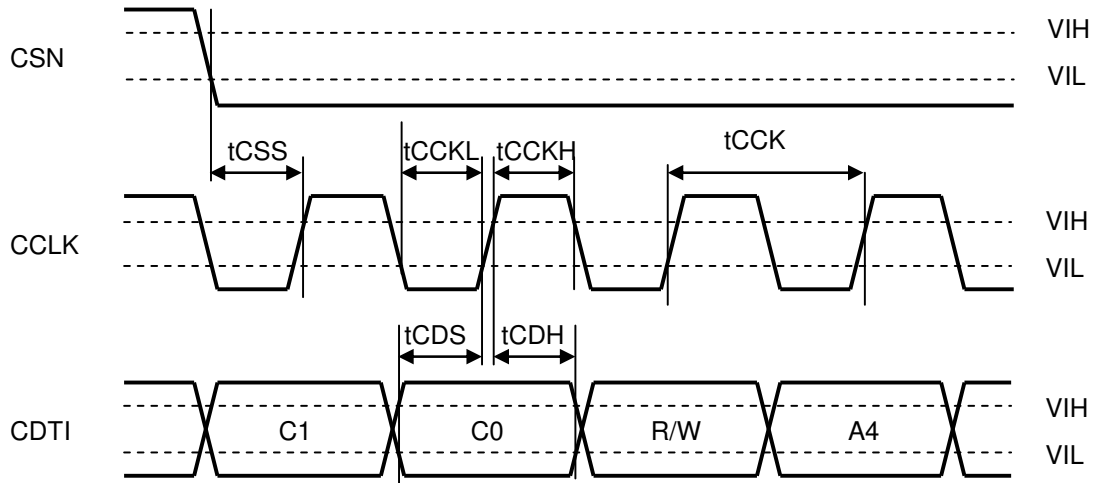 CSN
VIH
VIL
tCSS
tCCKL
tCCKH
tCCK
CCLK
VIH
VIL
tCDS
tCDH
CDTI
C1
C0
R/W
A4
VIH
VIL